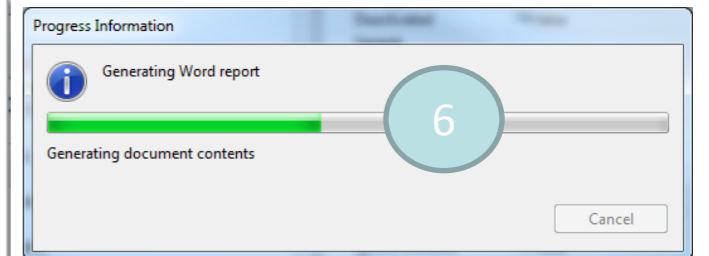 Progress Information
Generating Word report
6
Generating document contents
Cancel